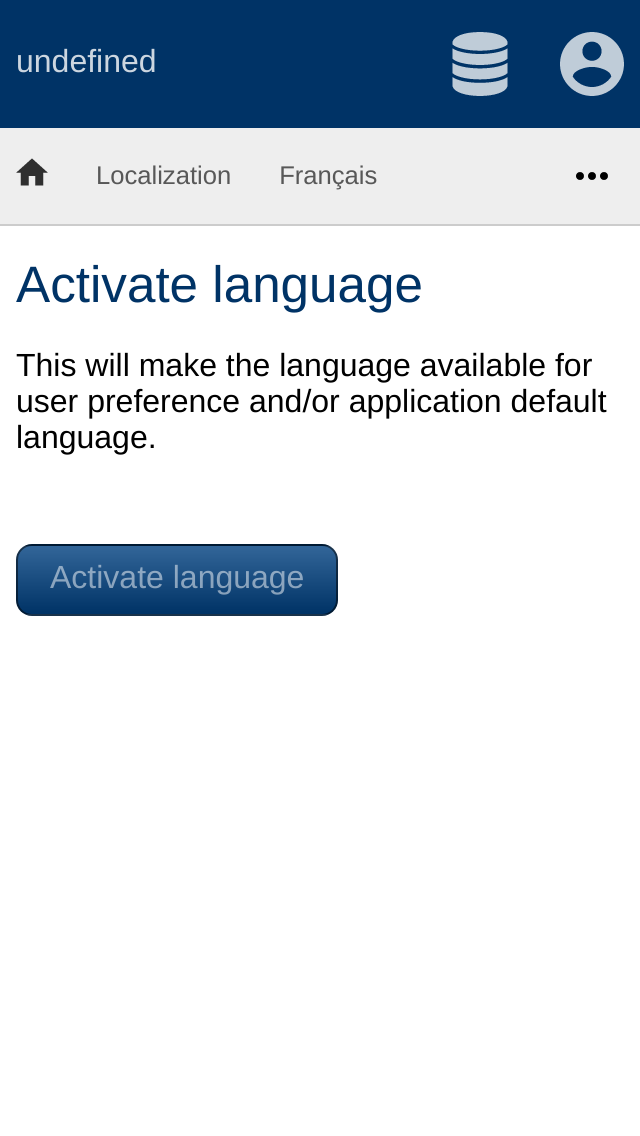 undefined
Localization Français
Activate language
This will make the language available for
user preference and/or application default
language.
Activate language